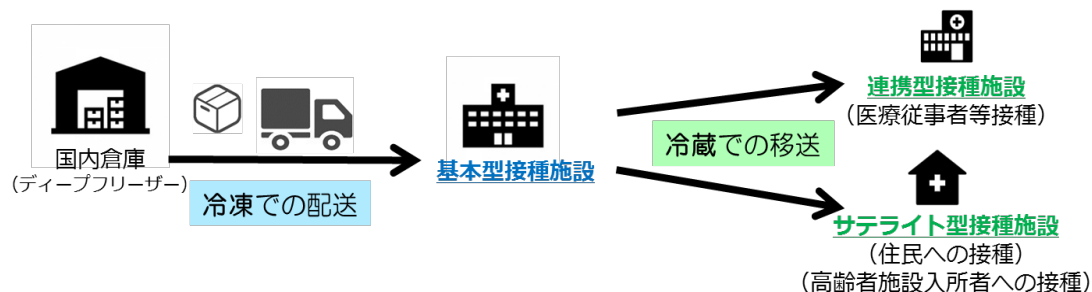 国内倉庫
(ディープフリーザー)
冷凍での配送
基本型接種施設
冷蔵での移送
連携型接種施設
(医療従事者等接種)
サテライト型接種施設
(住民への接種)
(高齢者施設入所者への接種)